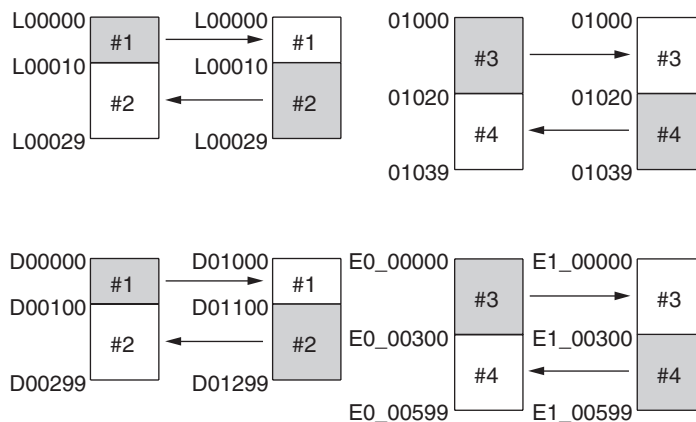 L00000 L00000
#1 #1
L00010 L00010
#2 #2
L00029 L00029
01000 01000
#3 #3
01020 01020
#4 #4
01039 01039
D00000 D01000
#1 #1
D00100 D01100
#2 #2
D00299 D01299
E0_00000 E1_00000
#3 #3
E0_00300 E1_00300
#4 #4
E0_00599 E1_00599